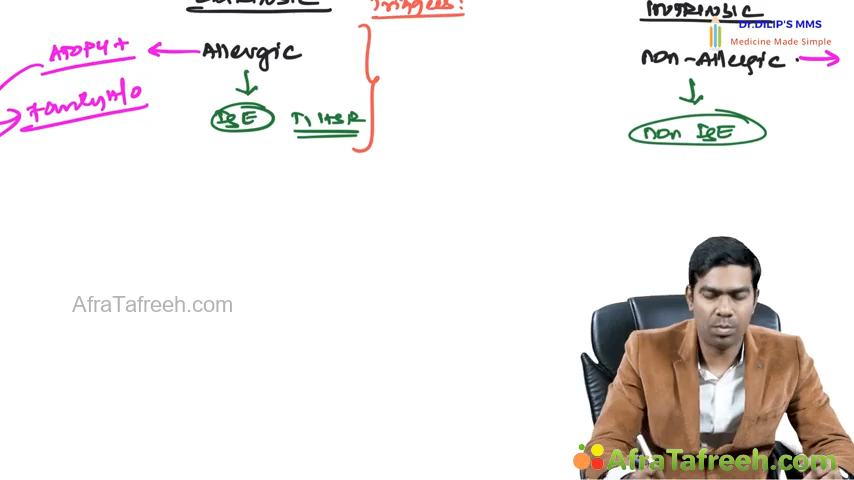 EXTRINSIC
Triggers:
INTRINSIC
Dr.DILIP'S MMS
Medicine Made Simple
ATOPY+
Allergic
non-Allergic
Family H/o
IgE
T1 HSR
non IgE
AfraTafreeh.com
AfraTafreeh.com